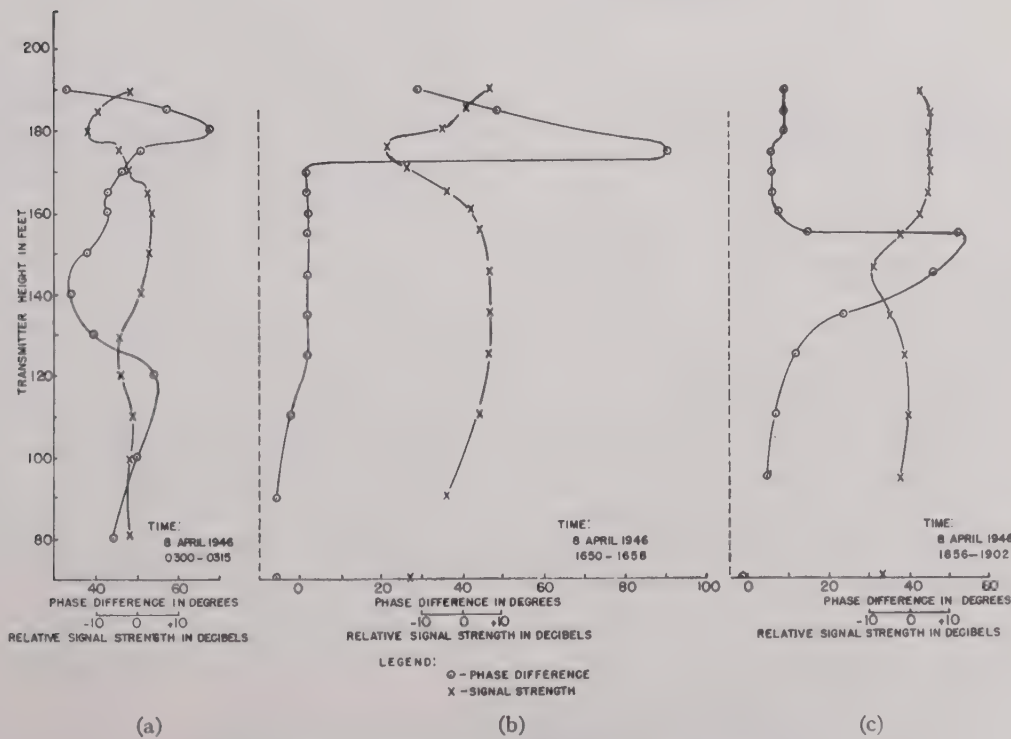 200
180
160
140
120
100
80
TRANSMITTER HEIGHT IN FEET
TIME:
8 APRIL 1946
0300-0315
40 60
PHASE DIFFERENCE IN DEGREES
-10 0 +10
RELATIVE SIGNAL STRENGTH IN DECIBELS
TIME:
8 APRIL 1946
1650-1658
0 20 40 60 80 100
PHASE DIFFERENCE IN DEGREES
-10 0 +10
RELATIVE SIGNAL STRENGTH IN DECIBELS
TIME:
8 APRIL 1946
1856-1902
0 20 40 60
PHASE DIFFERENCE IN DEGREES
-10 0 +10
RELATIVE SIGNAL STRENGTH IN DECIBELS
LEGEND:
⊙ - PHASE DIFFERENCE
X - SIGNAL STRENGTH
(a) (b) (c)